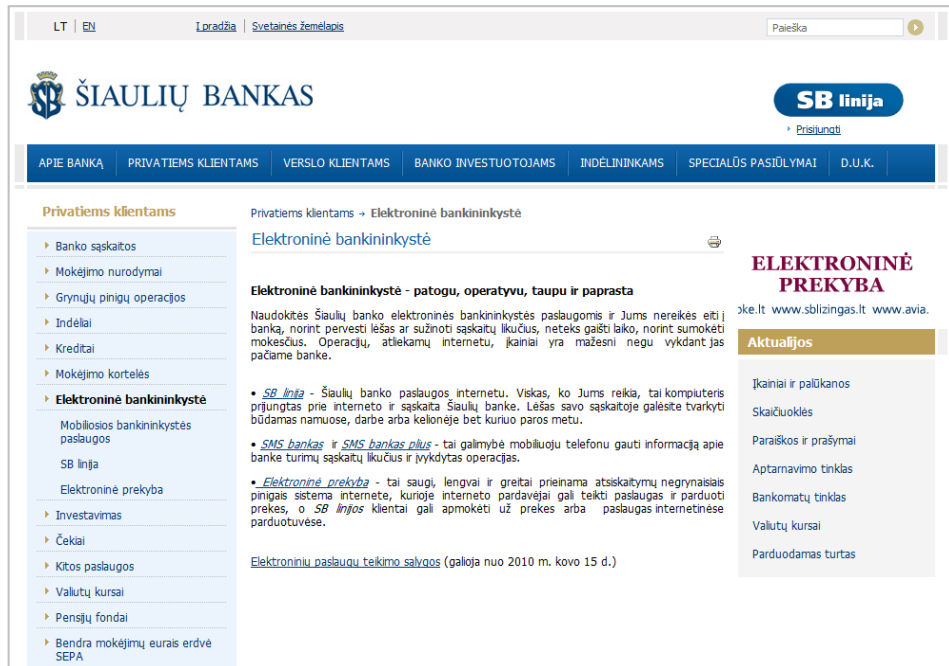 LT | EN
Į pradžia | Svetainės žemėlapis
Paieška
ŠIAULIŲ BANKAS
SB linija
Prisijungti
APIE BANKĄ
PRIVATIEMS KLIENTAMS
VERSLO KLIENTAMS
BANKO INVESTUOTOJAMS
INDĖLININKAMS
SPECIALŪS PASIŪLYMAI
D.U.K.
Privatiems klientams
Banko sąskaitos
Mokėjimo nurodymai
Grynųjų pinigų operacijos
Indėliai
Kreditai
Mokėjimo kortelės
Elektroninė bankininkystė
Mobiliosios bankininkystės
paslaugos
SB linija
Elektroninė prekyba
Investavimas
Čekiai
Kitos paslaugos
Valiutų kursai
Pensijų fondai
Bendra mokėjimų eurais erdvė
SEPA
Privatiems klientams → Elektroninė bankininkystė
Elektroninė bankininkystė
Elektroninė bankininkystė - patogu, operatyvu, taupu ir paprasta
Naudokitės Šiaulių banko elektroninės bankininkystės paslaugomis ir Jums nereikės eiti į
banką, norint pervesti lėšas ar sužinoti sąskaitų likučius, neteks gaišti laiko, norint sumokėti
mokesčius. Operacijų, atliekamų internetu, įkainiai yra mažesni negu vykdant jas
pačiame banke.
• SB linija - Šiaulių banko paslaugos internetu. Viskas, ko Jums reikia, tai kompiuteris
prijungtas prie interneto ir sąskaita Šiaulių banke. Lėšas savo sąskaitoje galėsite tvarkyti
būdamas namuose, darbe arba kelionėje bet kuriuo paros metu.
• SMS bankas ir SMS bankas plius - tai galimybė mobiliuoju telefonu gauti informaciją apie
banke turimų sąskaitų likučius ir įvykdytas operacijas.
• Elektroninė prekyba - tai saugi, lengvai ir greitai prieinama atsiskaitymų negrynaisiais
pinigais sistema internete, kurioje interneto pardavėjai gali teikti paslaugas ir parduoti
prekes, o SB linijos klientai gali apmokėti už prekes arba paslaugas internetinėse
parduotuvėse.
Elektroninių paslaugų teikimo sąlygos (galioja nuo 2010 m. kovo 15 d.)
ELEKTRONINĖ
PREKYBA
oke.lt www.sblizingas.lt www.avia.
Aktualijos
Įkainiai ir palūkanos
Skaičiuoklės
Paraiškos ir prašymai
Aptarnavimo tinklas
Bankomatų tinklas
Valiutų kursai
Parduodamas turtas